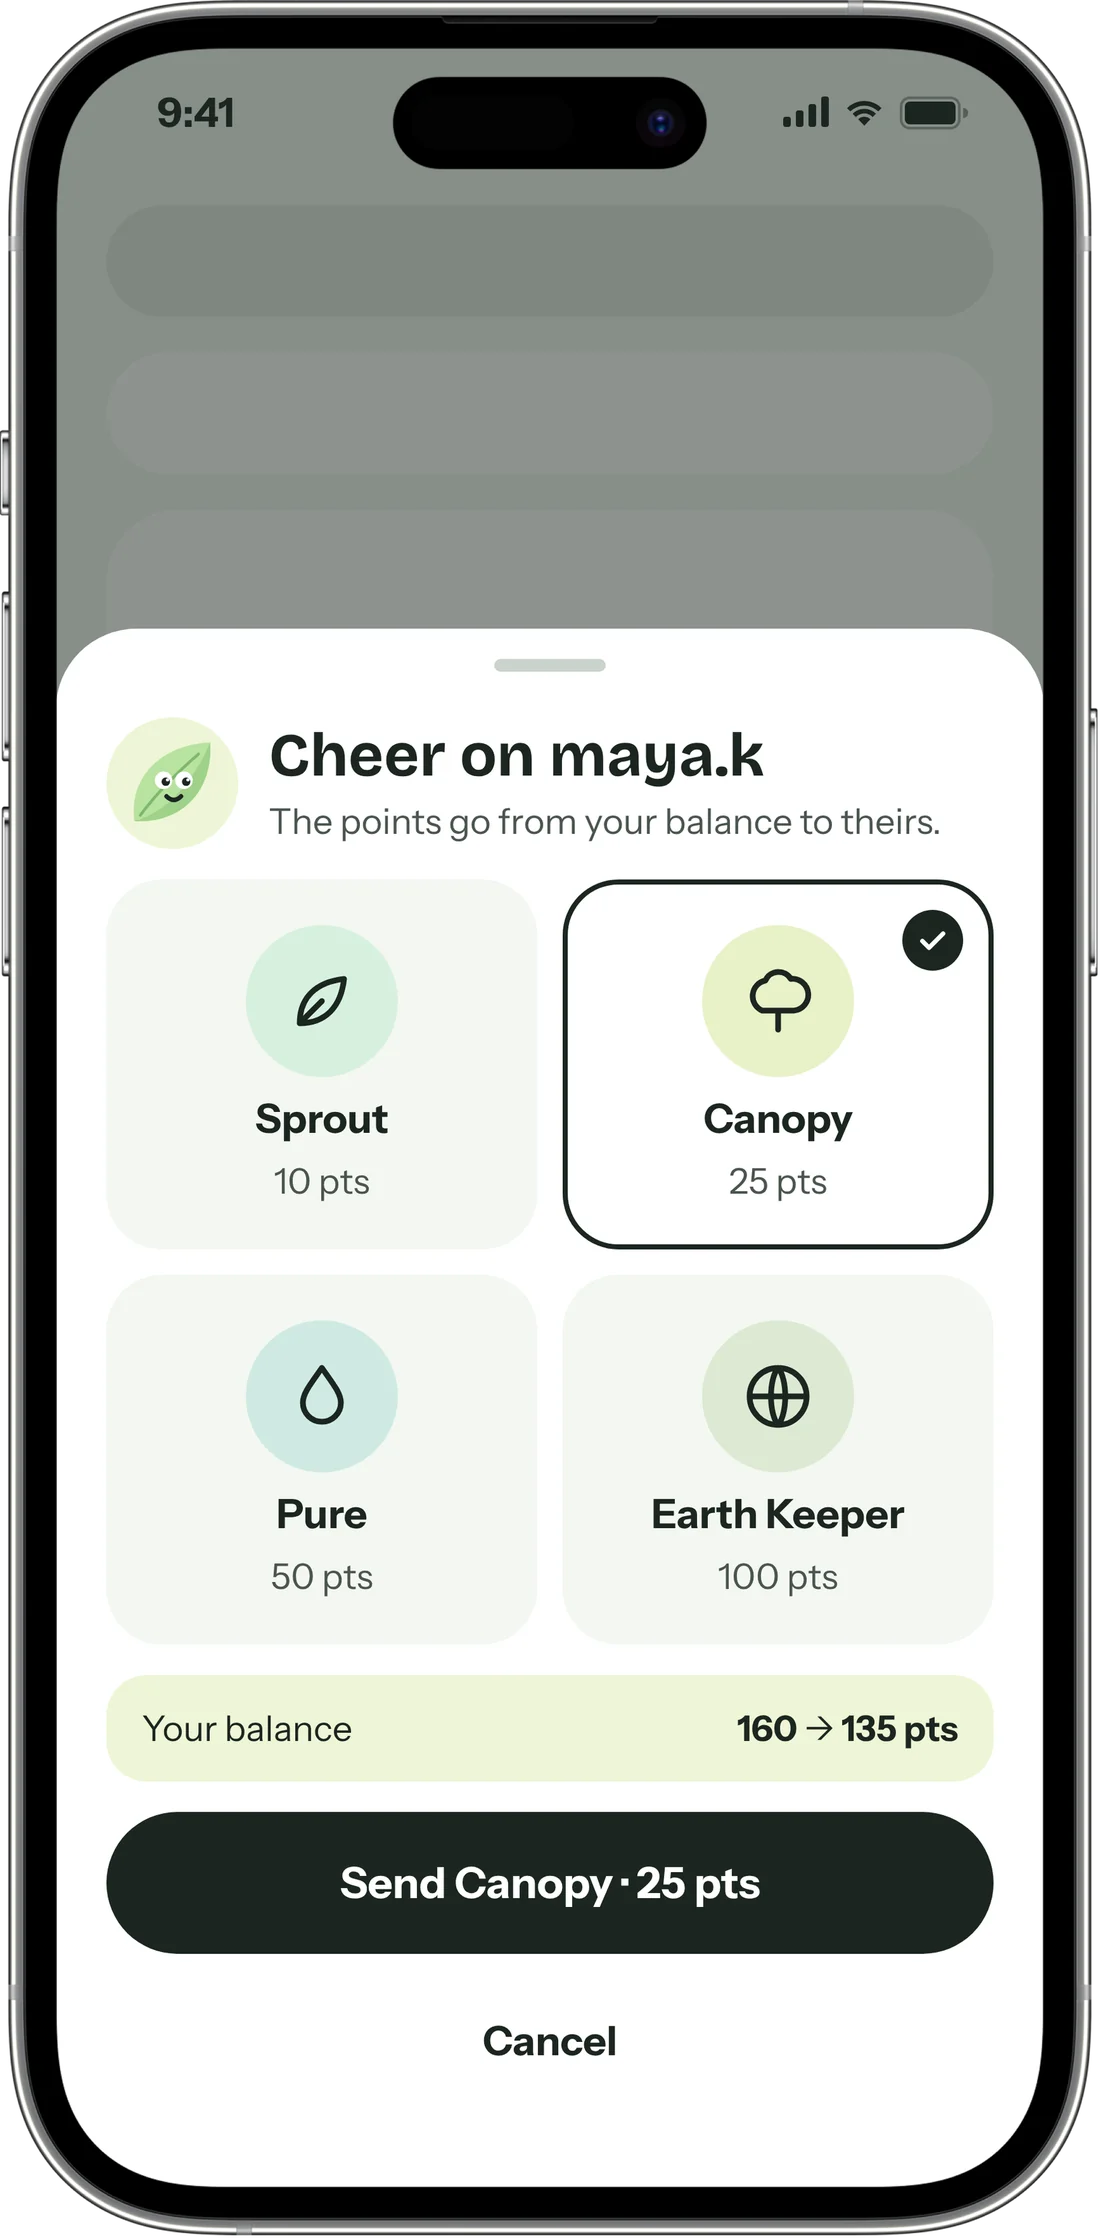 9:41
Cheer on maya.k
The points go from your balance to theirs.
Sprout
10 pts
Canopy
25 pts
Pure
50 pts
Earth Keeper
100 pts
Your balance
160 → 135 pts
Send Canopy · 25 pts
Cancel